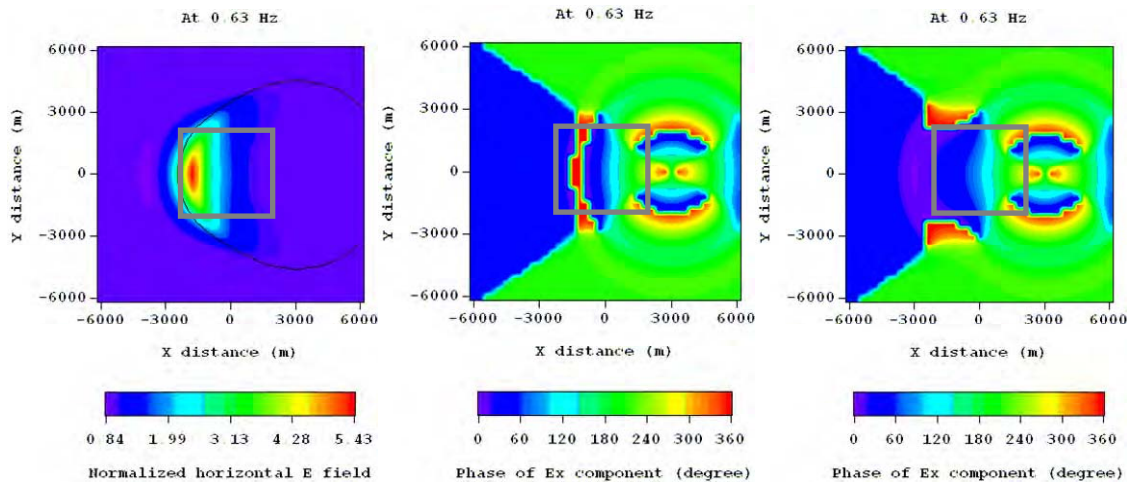 At 0.63 Hz
6000
3000
0
-3000
-6000
Y distance (m)
-6000 -3000 0 3000 6000
X distance (m)
0.84 1.99 3.13 4.28 5.43
Normalized horizontal E field
At 0.63 Hz
6000
3000
0
-3000
-6000
Y distance (m)
-6000 -3000 0 3000 6000
X distance (m)
0 60 120 180 240 300 360
Phase of Ex component (degree)
At 0.63 Hz
6000
3000
0
-3000
-6000
Y distance (m)
-6000 -3000 0 3000 6000
X distance (m)
0 60 120 180 240 300 360
Phase of Ex component (degree)